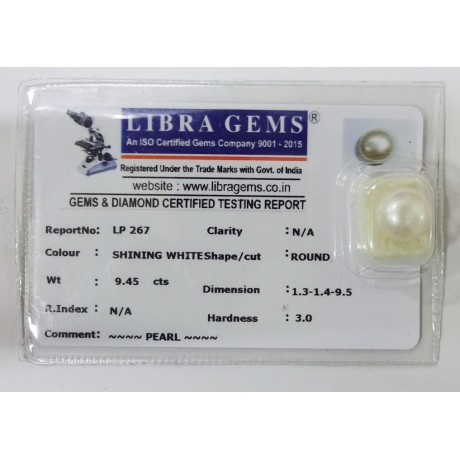 LIBRA GEMS®
An ISO Certified Gems Company 9001 - 2015
Registered Under the Trade Marks with Govt. of India
website : www.libragems.co.in
GEMS & DIAMOND CERTIFIED TESTING REPORT
ReportNo: LP 267 Clarity : N/A
Colour : SHINING WHITE Shape/cut : ROUND
Wt : 9.45 cts Dimension : 1.3-1.4-9.5
R.Index : N/A Hardness : 3.0
Comment: ~~~~ PEARL ~~~~